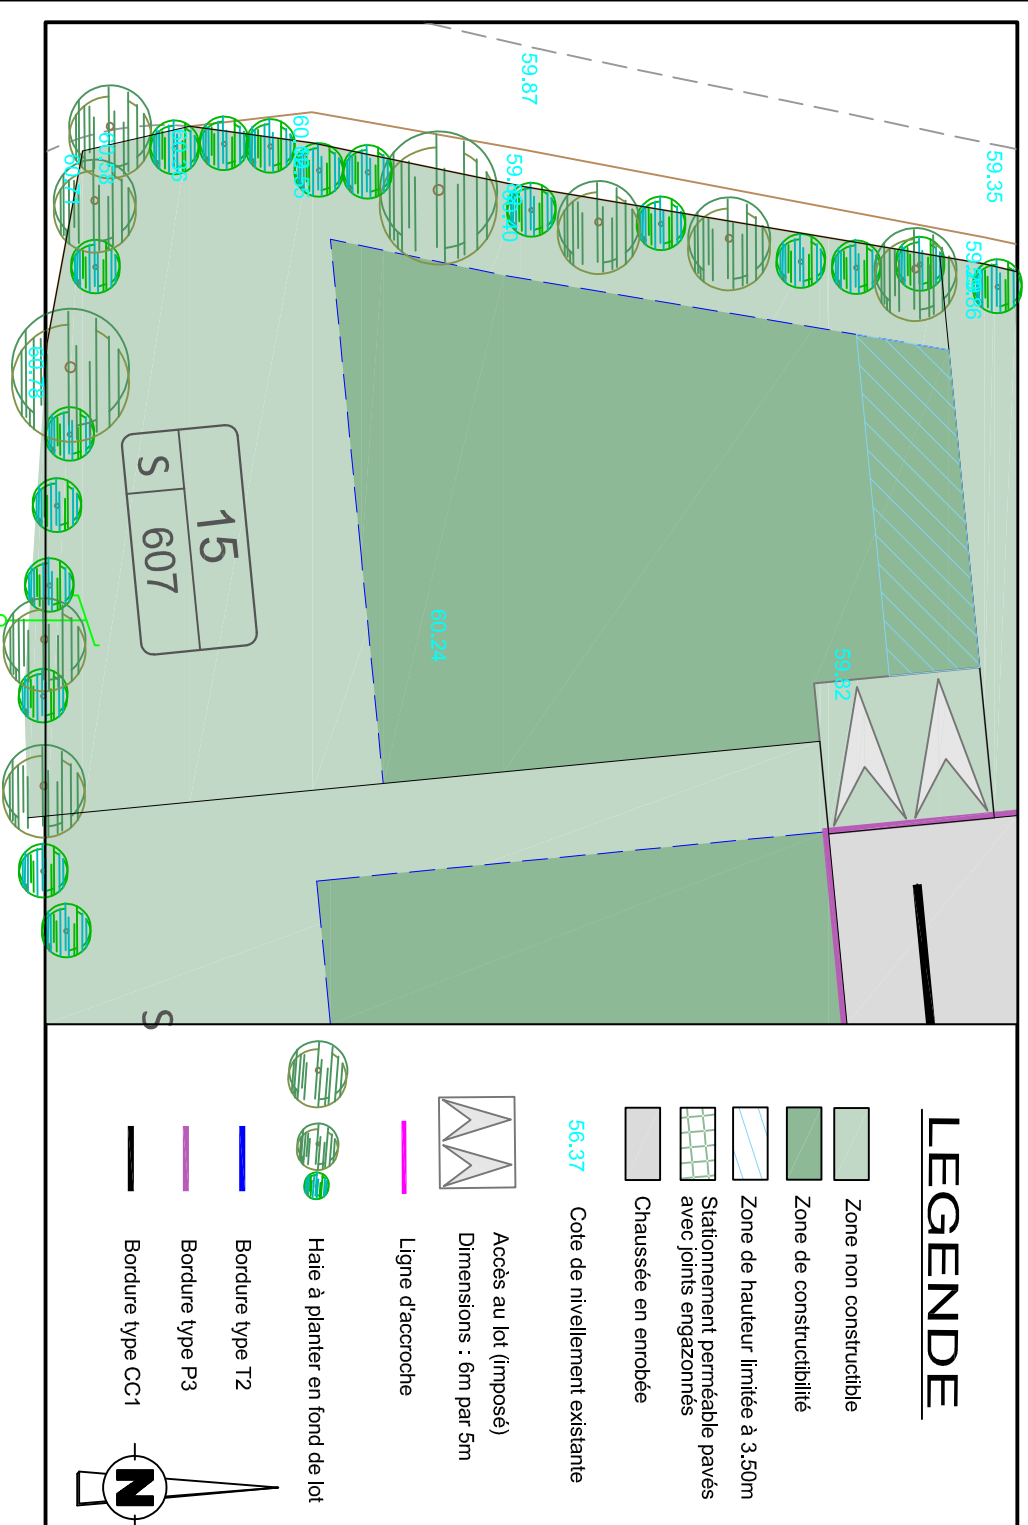 59.87
59.35
60.24
59.82
60.78
15
S
607
S
LEGENDE
Zone non constructible
Zone de constructibilité
Zone de hauteur limitée à 3.50m
Stationnement perméable pavés
avec joints engazonnés
Chaussée en enrobée
56.37
Cote de nivellement existante
Accès au lot (imposé)
Dimensions : 6m par 5m
Ligne d'accroche
Haie à planter en fond de lot
Bordure type T2
Bordure type P3
Bordure type CC1
N